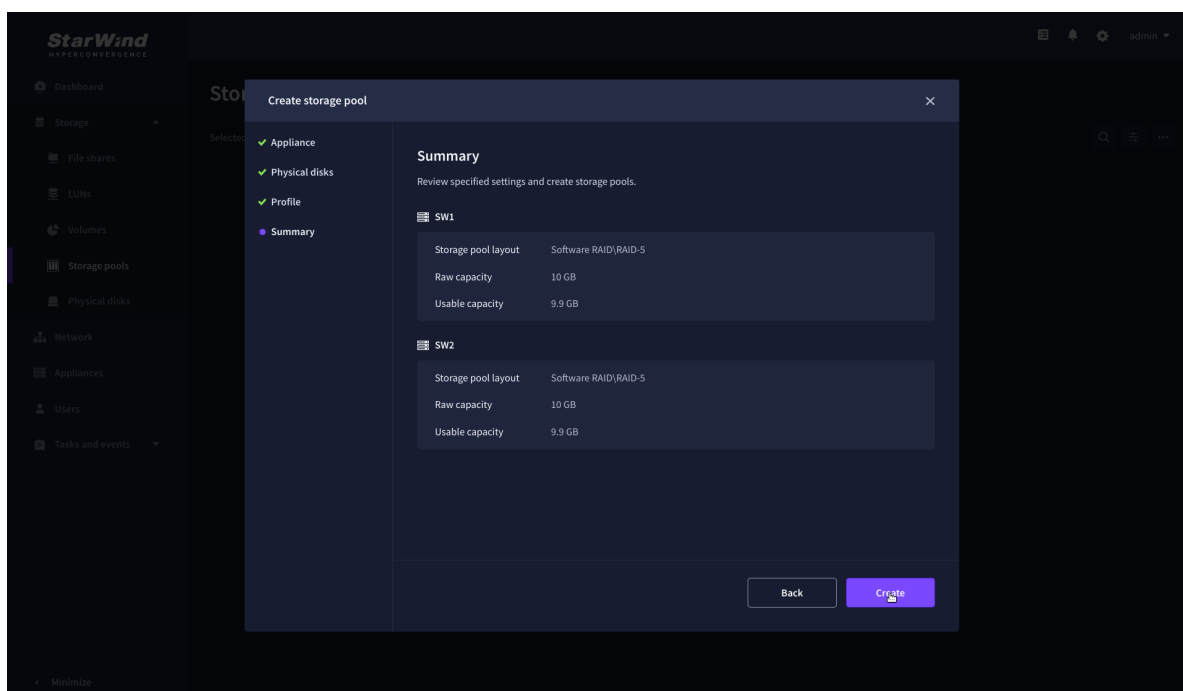 StarWind
HYPERCONVERGENCE
admin
Dashboard
Storage
File shares
LUNs
Volumes
Storage pools
Physical disks
Network
Appliances
Users
Tasks and events
Minimize
Stor
Selected
Create storage pool
Appliance
Physical disks
Profile
Summary
Summary
Review specified settings and create storage pools.
SW1
Storage pool layout Software RAID\RAID-5
Raw capacity 10 GB
Usable capacity 9.9 GB
SW2
Storage pool layout Software RAID\RAID-5
Raw capacity 10 GB
Usable capacity 9.9 GB
Back
Create